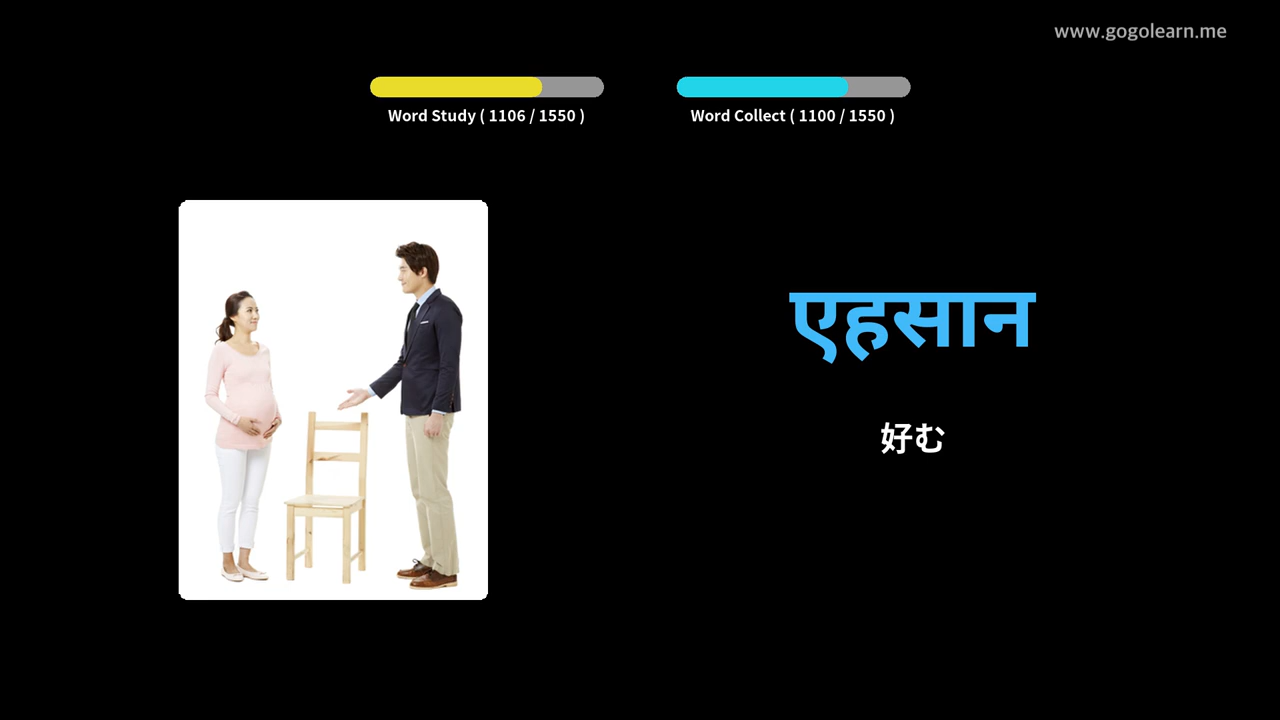 www.gogolearn.me
Word Study ( 1106 / 1550 )
Word Collect ( 1100 / 1550 )
एहसान
好む